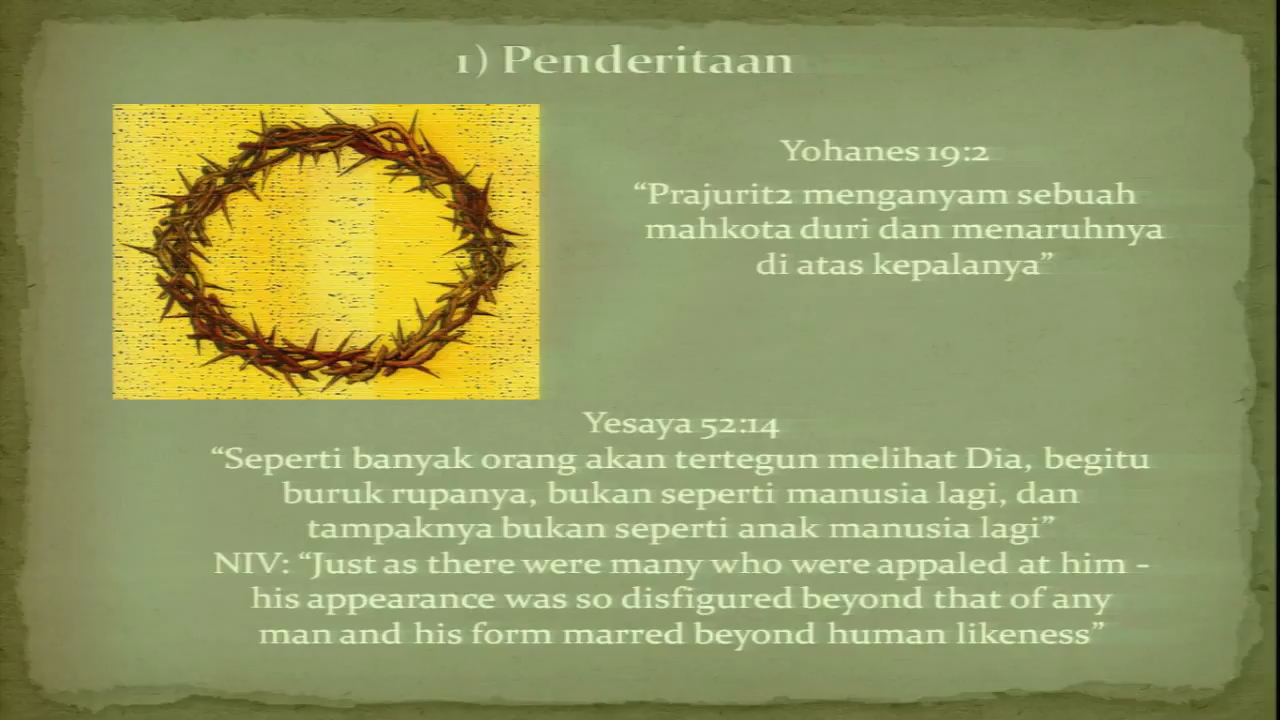 1) Penderitaan
Yohanes 19:2
“Prajurit2 menganyam sebuah
mahkota duri dan menaruhnya
di atas kepalanya”
Yesaya 52:14
“Seperti banyak orang akan tertegun melihat Dia, begitu
buruk rupanya, bukan seperti manusia lagi, dan
tampaknya bukan seperti anak manusia lagi”
NIV: “Just as there were many who were appaled at him -
his appearance was so disfigured beyond that of any
man and his form marred beyond human likeness”